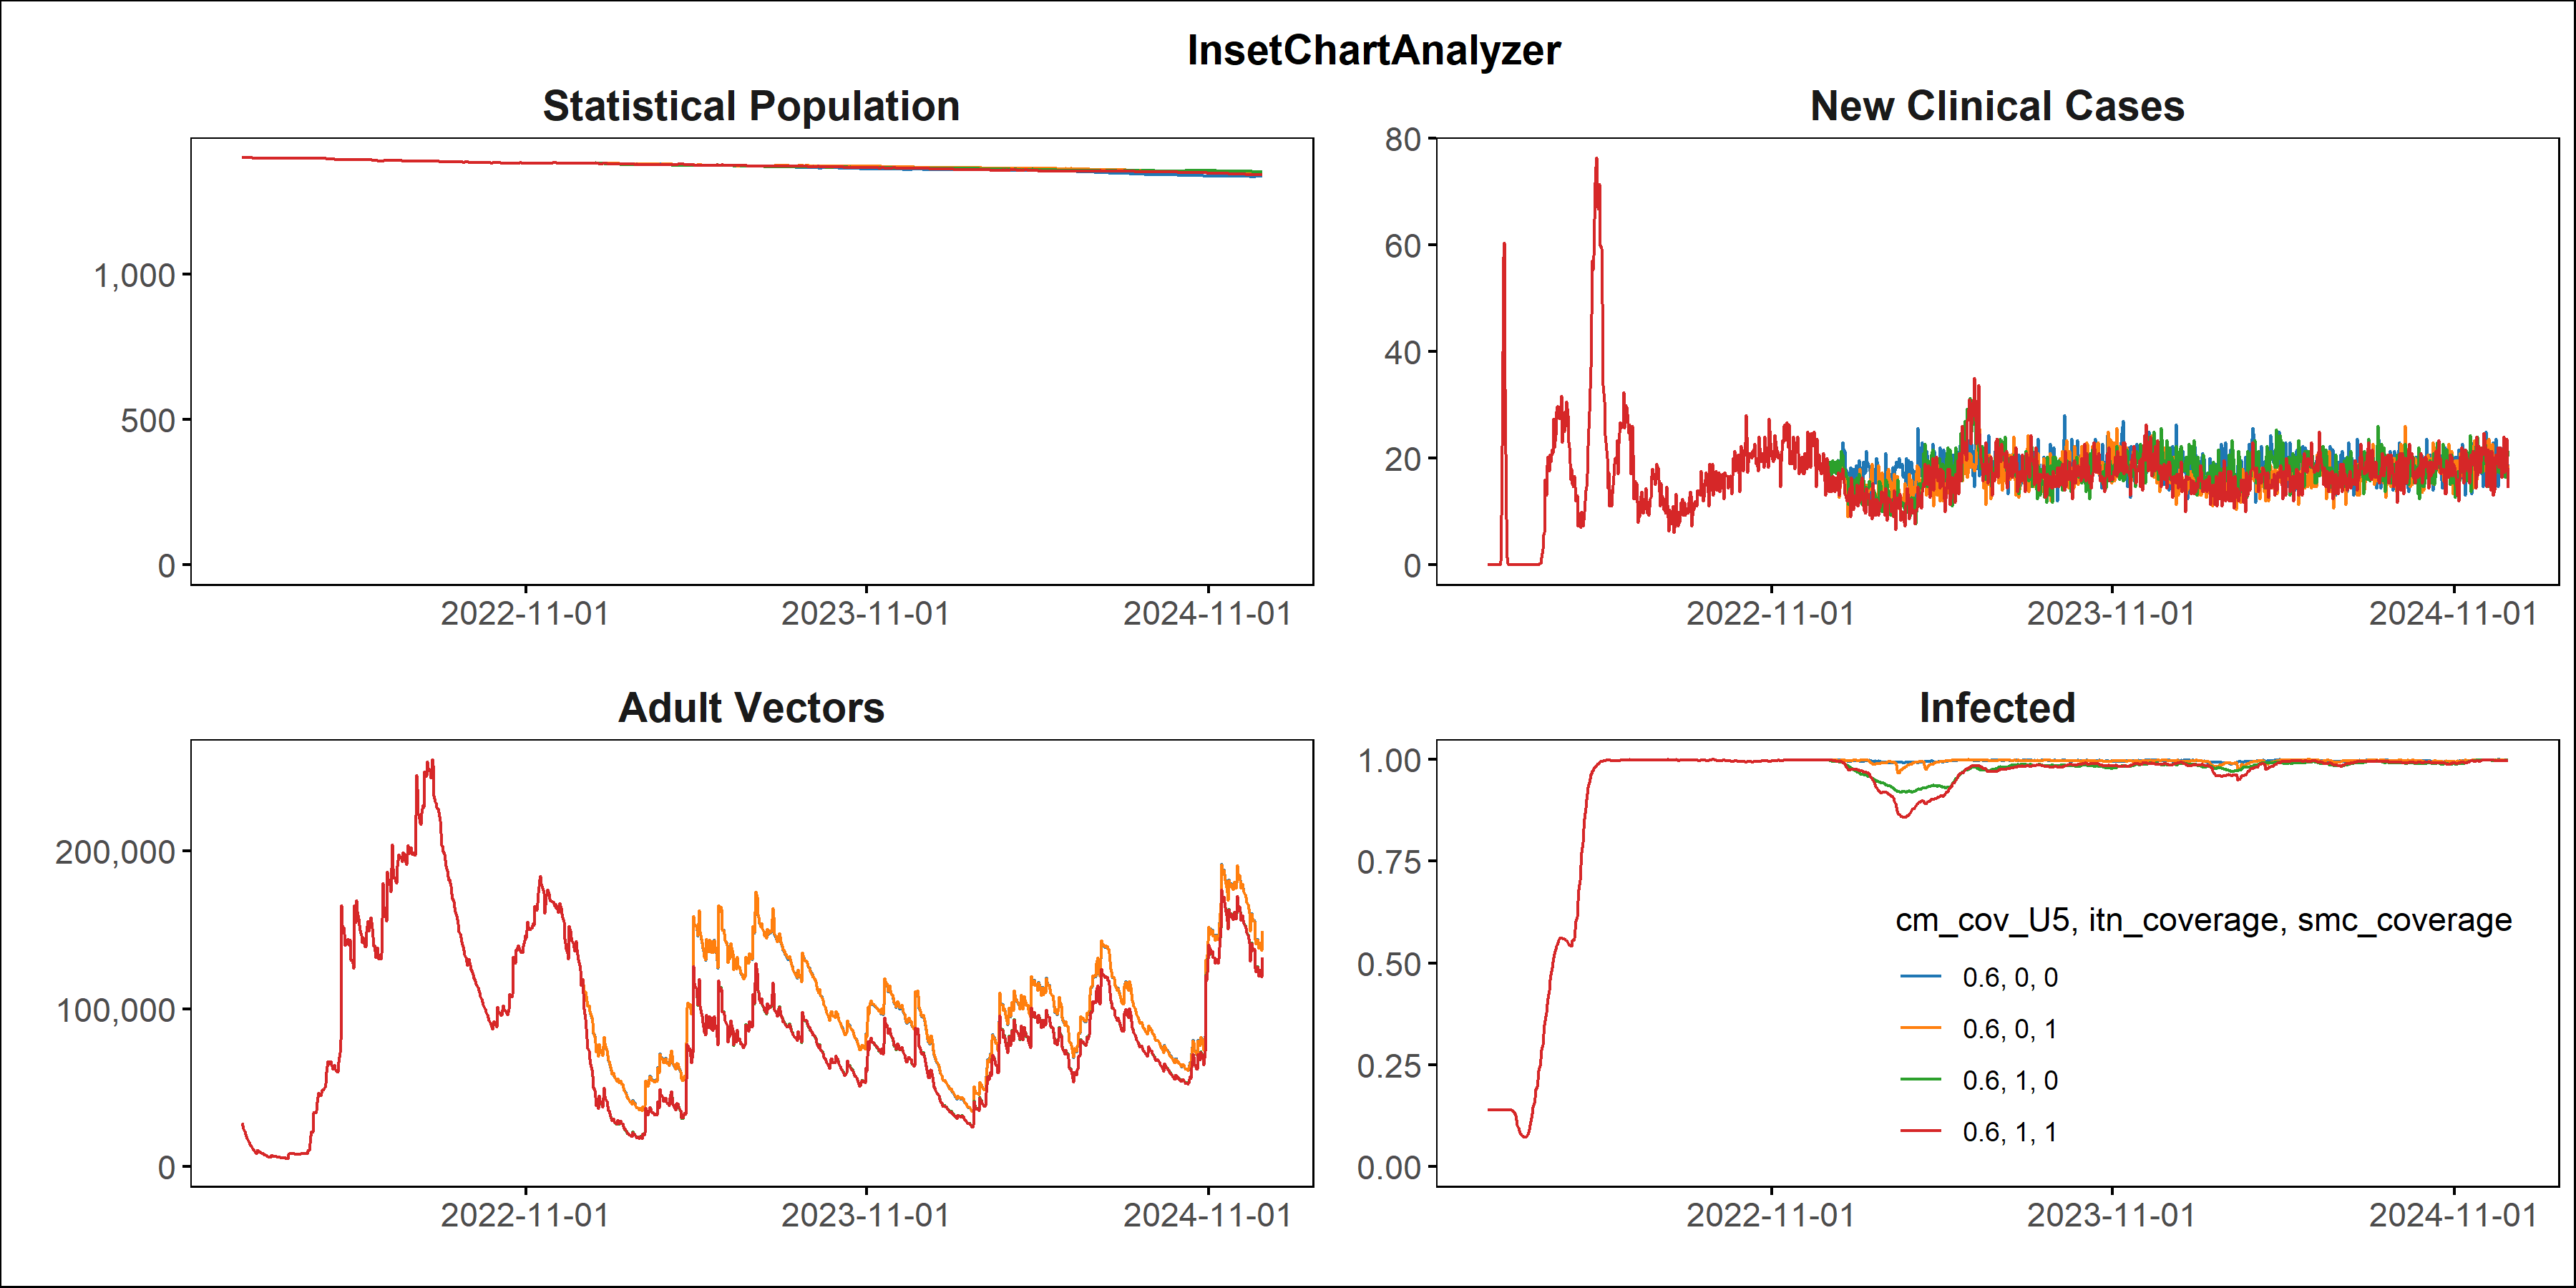 InsetChartAnalyzer
Statistical Population
1,000
500
0
2022-11-01
2023-11-01
2024-11-01
New Clinical Cases
80
60
40
20
0
2022-11-01
2023-11-01
2024-11-01
Adult Vectors
200,000
100,000
0
2022-11-01
2023-11-01
2024-11-01
Infected
1.00
0.75
0.50
0.25
0.00
cm_cov_U5, itn_coverage, smc_coverage
0.6, 0, 0
0.6, 0, 1
0.6, 1, 0
0.6, 1, 1
2022-11-01
2023-11-01
2024-11-01